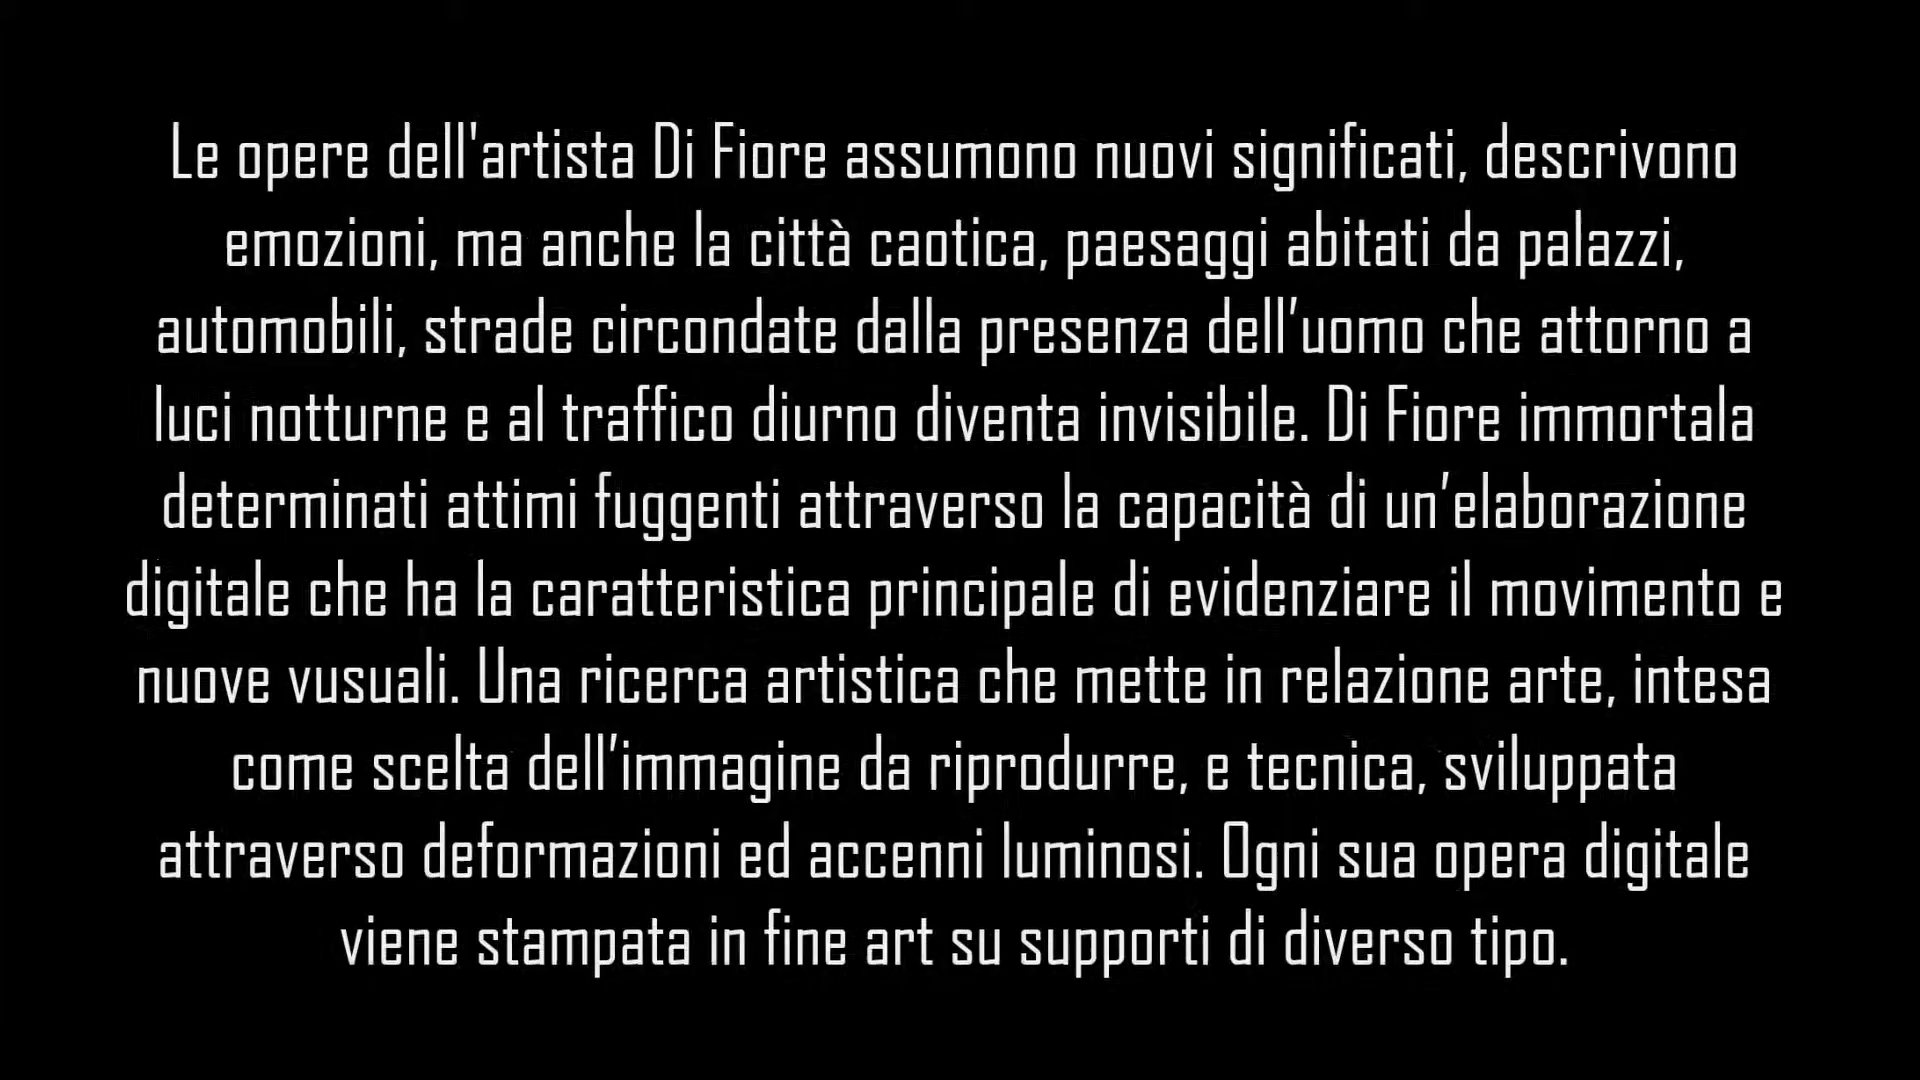 Le opere dell'artista Di Fiore assumono nuovi significati, descrivono
emozioni, ma anche la città caotica, paesaggi abitati da palazzi,
automobili, strade circondate dalla presenza dell’uomo che attorno a
luci notturne e al traffico diurno diventa invisibile. Di Fiore immortala
determinati attimi fuggenti attraverso la capacità di un’elaborazione
digitale che ha la caratteristica principale di evidenziare il movimento e
nuove vusuali. Una ricerca artistica che mette in relazione arte, intesa
come scelta dell’immagine da riprodurre, e tecnica, sviluppata
attraverso deformazioni ed accenni luminosi. Ogni sua opera digitale
viene stampata in fine art su supporti di diverso tipo.